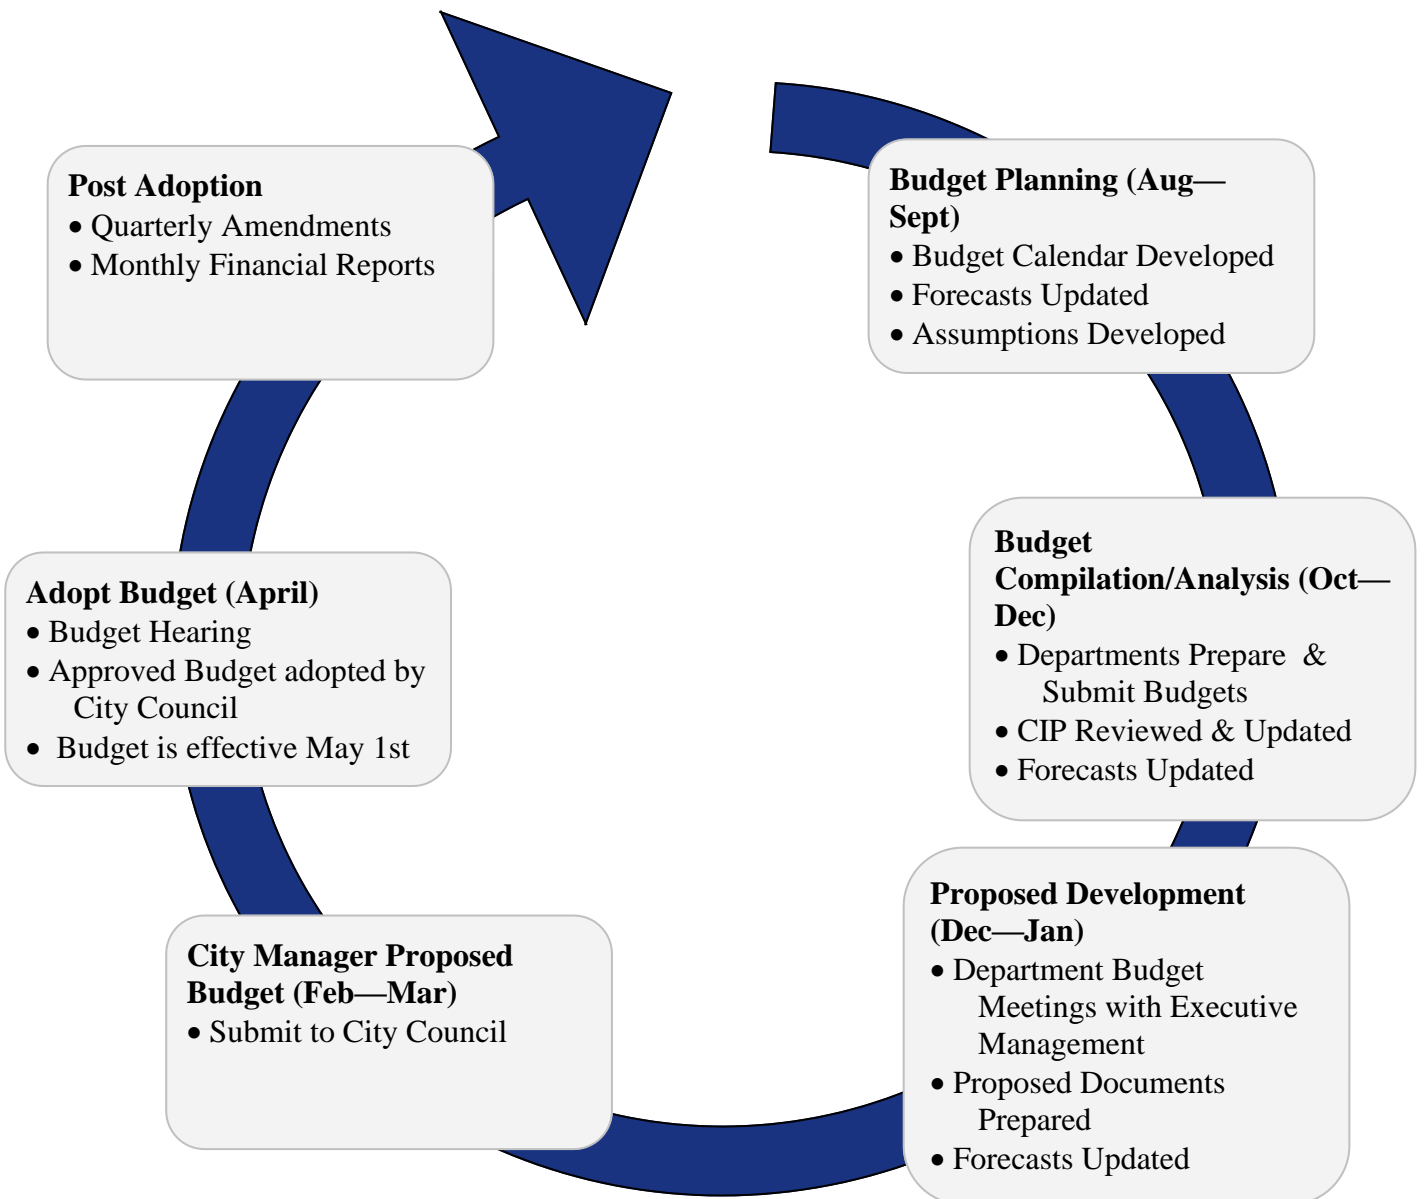 Post Adoption
• Quarterly Amendments
• Monthly Financial Reports
Budget Planning (Aug—
Sept)
• Budget Calendar Developed
• Forecasts Updated
• Assumptions Developed
Budget
Compilation/Analysis (Oct—
Dec)
• Departments Prepare  &
Submit Budgets
• CIP Reviewed & Updated
• Forecasts Updated
Proposed Development
(Dec—Jan)
• Department Budget
Meetings with Executive
Management
• Proposed Documents
Prepared
• Forecasts Updated
City Manager Proposed
Budget (Feb—Mar)
• Submit to City Council
Adopt Budget (April)
• Budget Hearing
• Approved Budget adopted by
City Council
•  Budget is effective May 1st